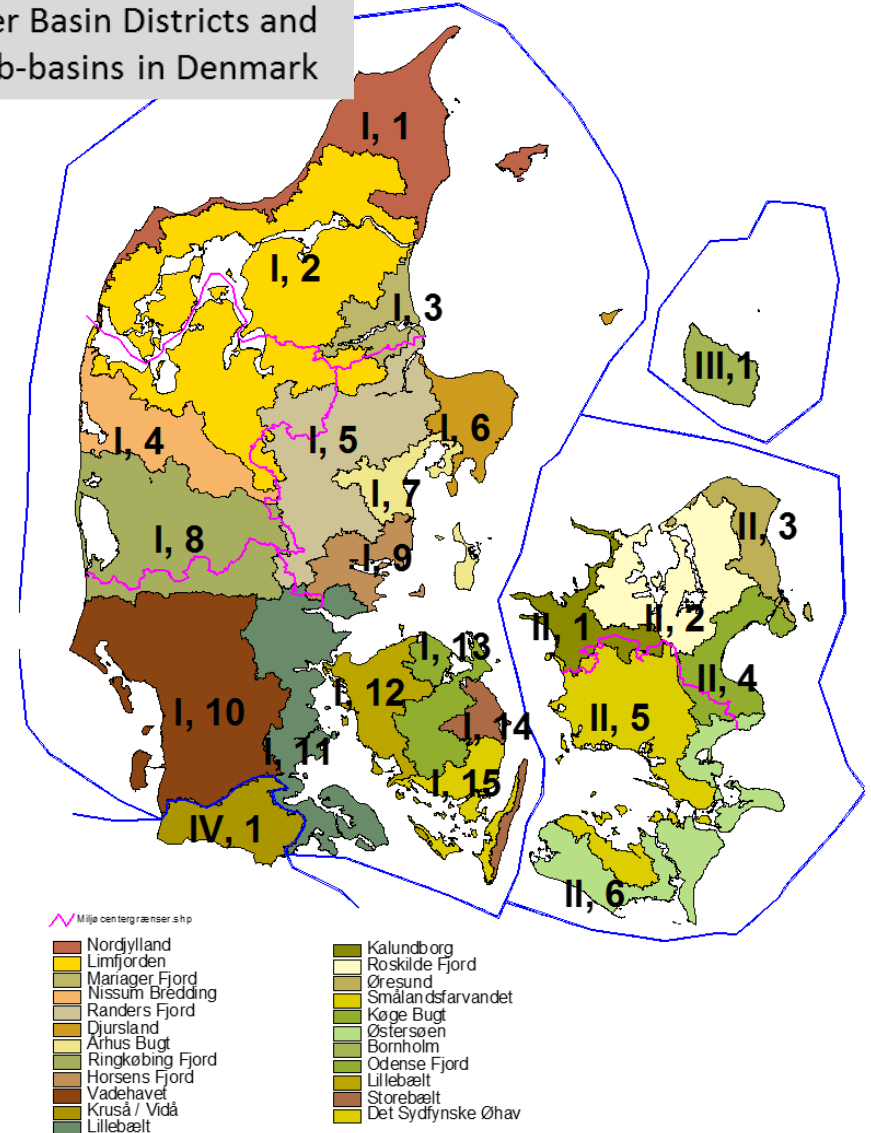 er Basin Districts and
b-basins in Denmark
I, 1
I, 2
I, 3
III,1
I, 4
I, 5
I, 6
I, 7
II, 3
I, 8
I, 9
II, 1
II, 2
I, 13
II, 4
I, 12
I, 10
II, 5
I, 14
I, 11
I, 15
IV, 1
II, 6
Miljø centergrænser.shp
Nordjylland
Limfjorden
Mariager Fjord
Nissum Bredding
Randers Fjord
Djursland
Århus Bugt
Ringkøbing Fjord
Horsens Fjord
Vadehavet
Kruså / Vidå
Lillebælt
Kalundborg
Roskilde Fjord
Øresund
Smålandsfarvandet
Køge Bugt
Østersøen
Bornholm
Odense Fjord
Lillebælt
Storebælt
Det Sydfynske Øhav